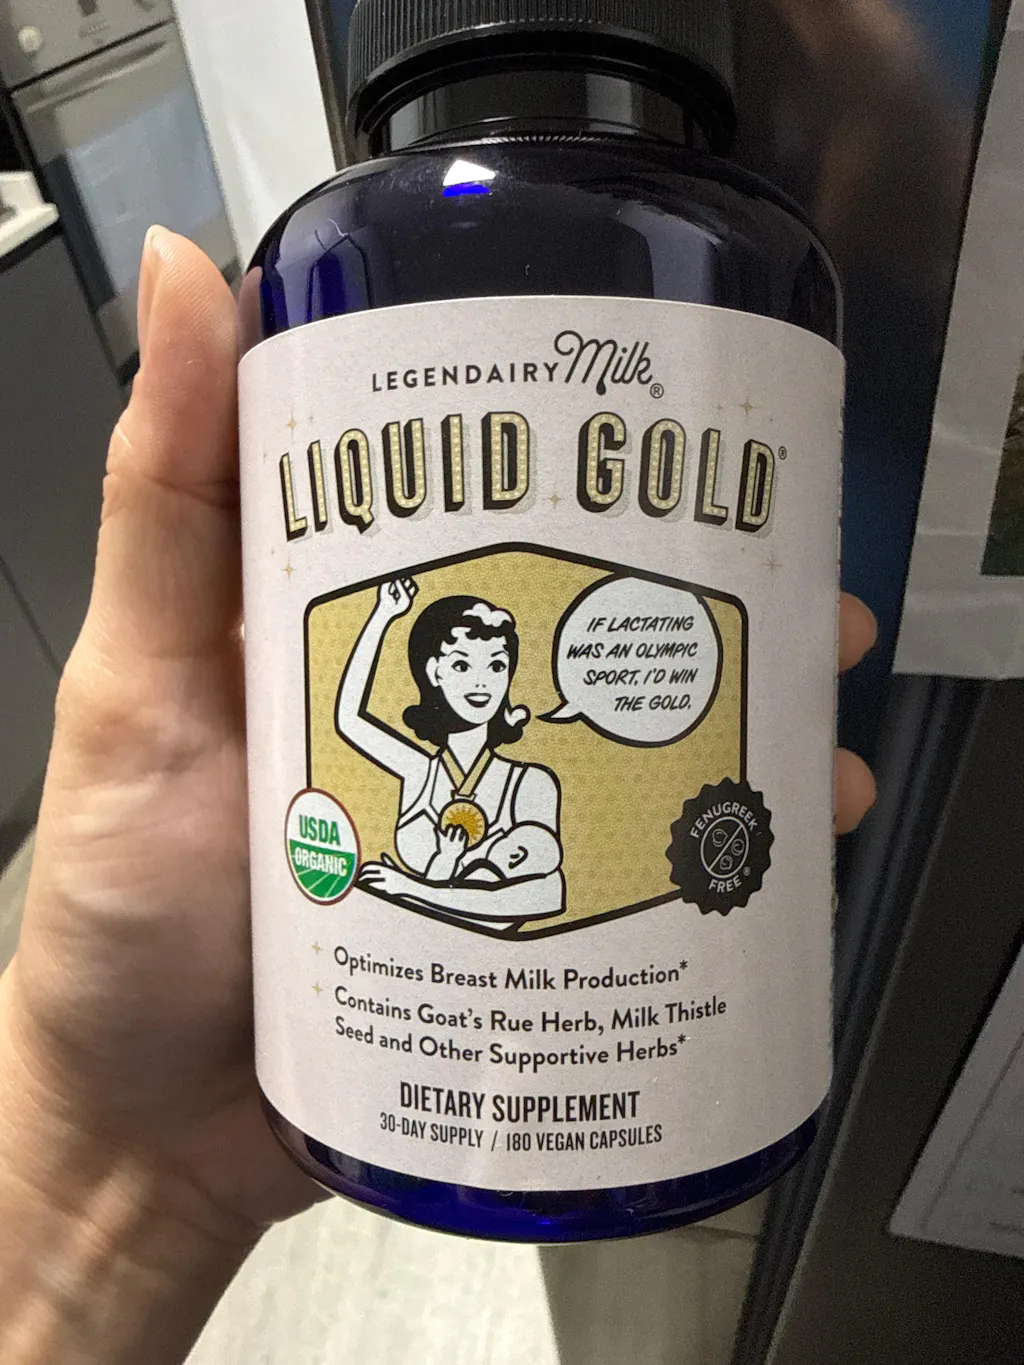 LEGENDAIRY Milk®
LIQUID GOLD®
IF LACTATING
WAS AN OLYMPIC
SPORT, I'D WIN
THE GOLD.
USDA
ORGANIC
FENUGREEK
FREE®
Optimizes Breast Milk Production*
Contains Goat's Rue Herb, Milk Thistle
Seed and Other Supportive Herbs*
DIETARY SUPPLEMENT
30-DAY SUPPLY / 180 VEGAN CAPSULES